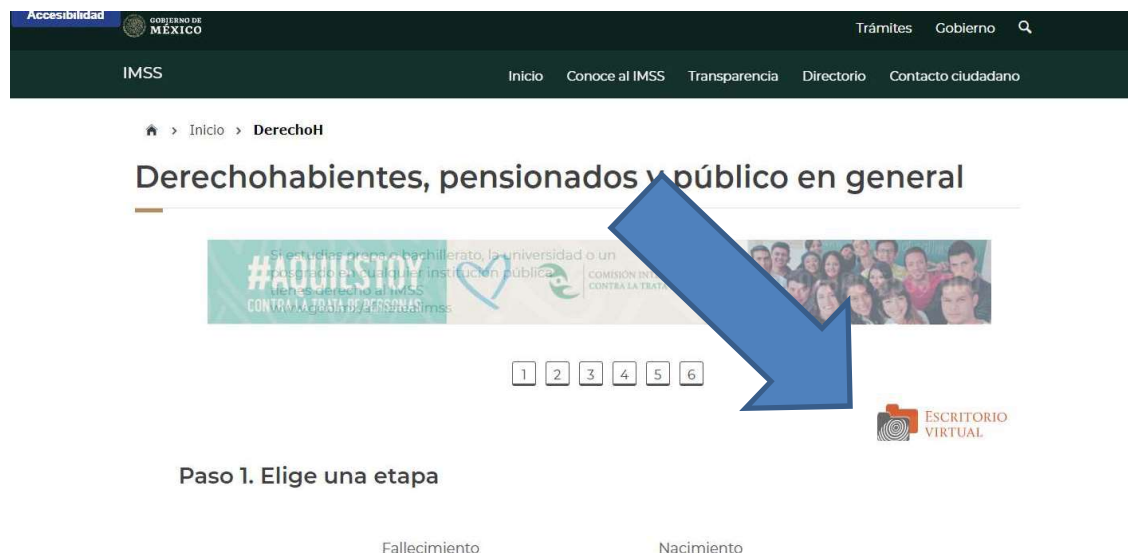 Accesibilidad
GOBIERNO DE
MÉXICO
Trámites Gobierno
IMSS
Inicio Conoce al IMSS Transparencia Directorio Contacto ciudadano
> Inicio > DerechoH
Derechohabientes, pensionados y público en general
Si estudias prepa o bachillerato, la universidad o un
posgrado en cualquier institución pública
tienes derecho al IMSS
#AQUIESTOY
CONTRA LA TRATA DE PERSONAS
COMISIÓN
CONTRA LA TRATA
1 2 3 4 5 6
ESCRITORIO
VIRTUAL
Paso 1. Elige una etapa
Fallecimiento Nacimiento